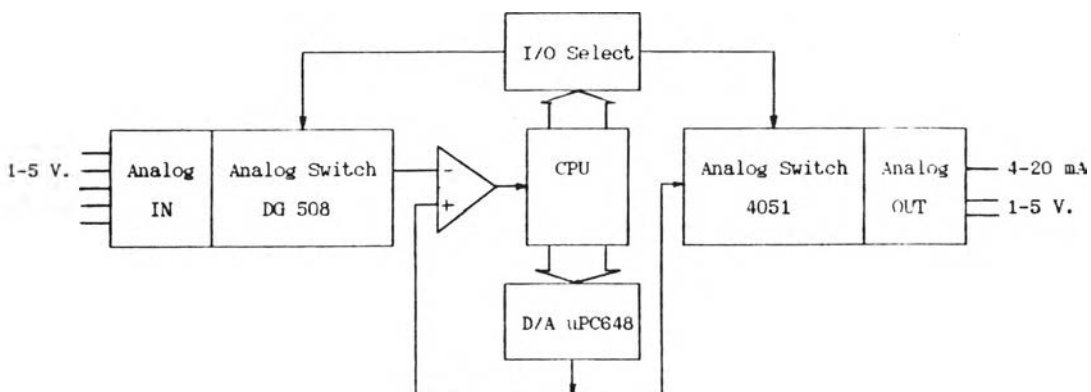 I/O Select
1-5 V.
Analog
IN
Analog Switch
DG 508
-
+
CPU
Analog Switch
4051
Analog
OUT
4-20 mA
1-5 V.
D/A uPC648